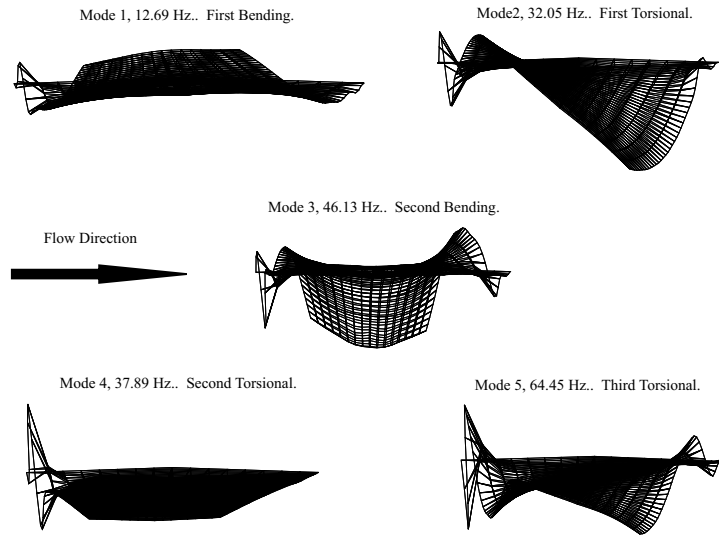 Mode 1, 12.69 Hz.. First Bending.
Mode2, 32.05 Hz.. First Torsional.
Mode 3, 46.13 Hz.. Second Bending.
Flow Direction
Mode 4, 37.89 Hz.. Second Torsional.
Mode 5, 64.45 Hz.. Third Torsional.